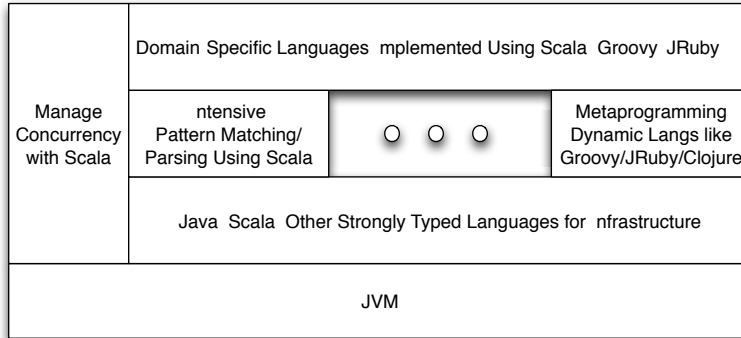 Domain Specific Languages mplemented Using Scala Groovy JRuby
Manage
Concurrency
with Scala
ntensive
Pattern Matching/
Parsing Using Scala
Metaprogramming
Dynamic Langs like
Groovy/JRuby/Clojure
Java Scala Other Strongly Typed Languages for nfrastructure
JVM